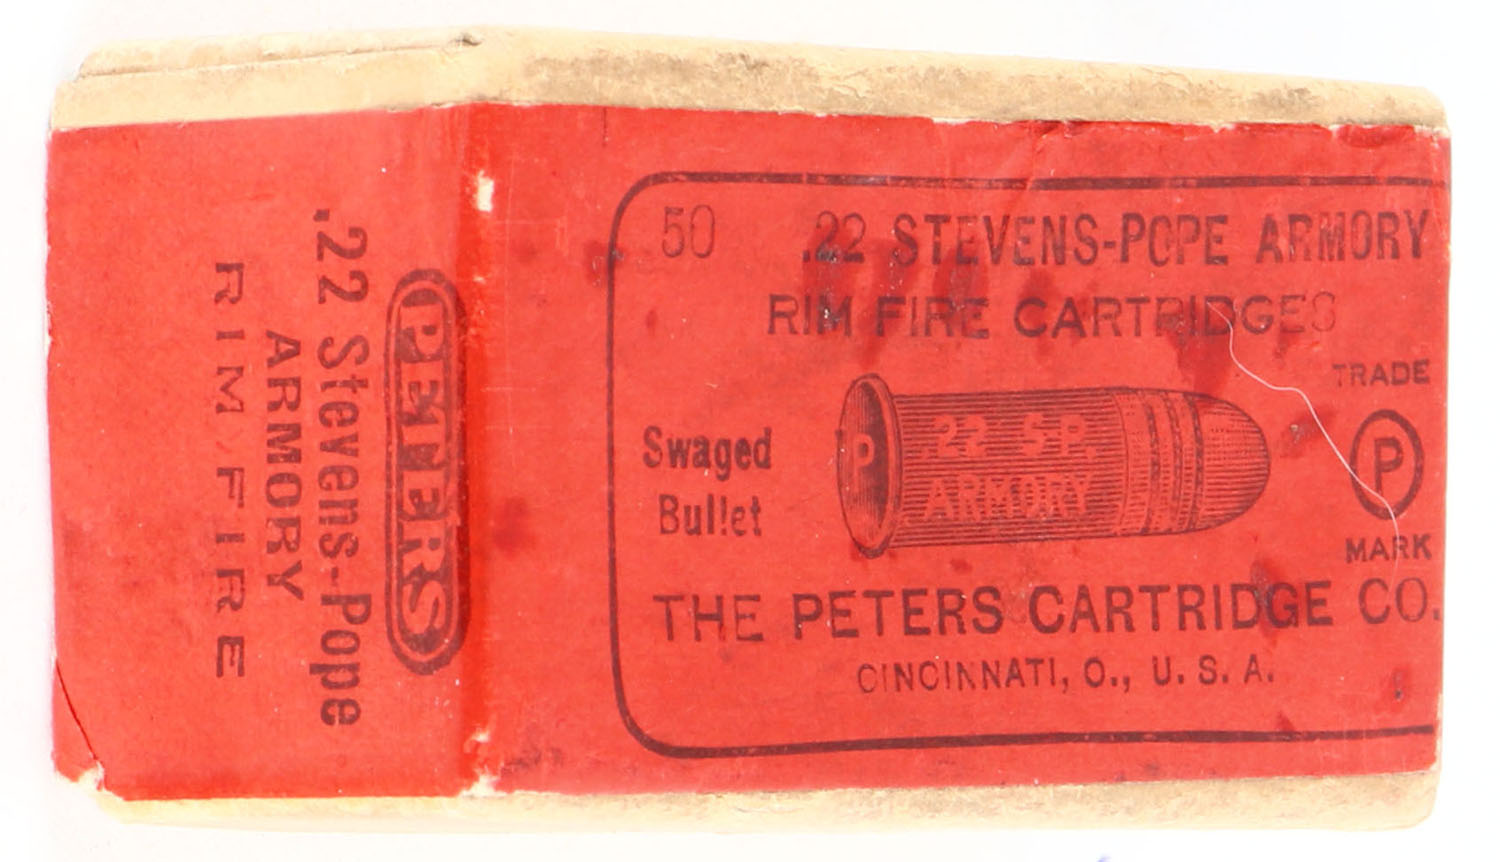 PETERS
.22 Stevens-Pope
ARMORY
RIM FIRE
50 .22 STEVENS-POPE ARMORY
RIM FIRE CARTRIDGES
TRADE
P
MARK
Swaged
Bullet
P
.22 S.P.
ARMORY
THE PETERS CARTRIDGE CO.
CINCINNATI, O., U. S. A.